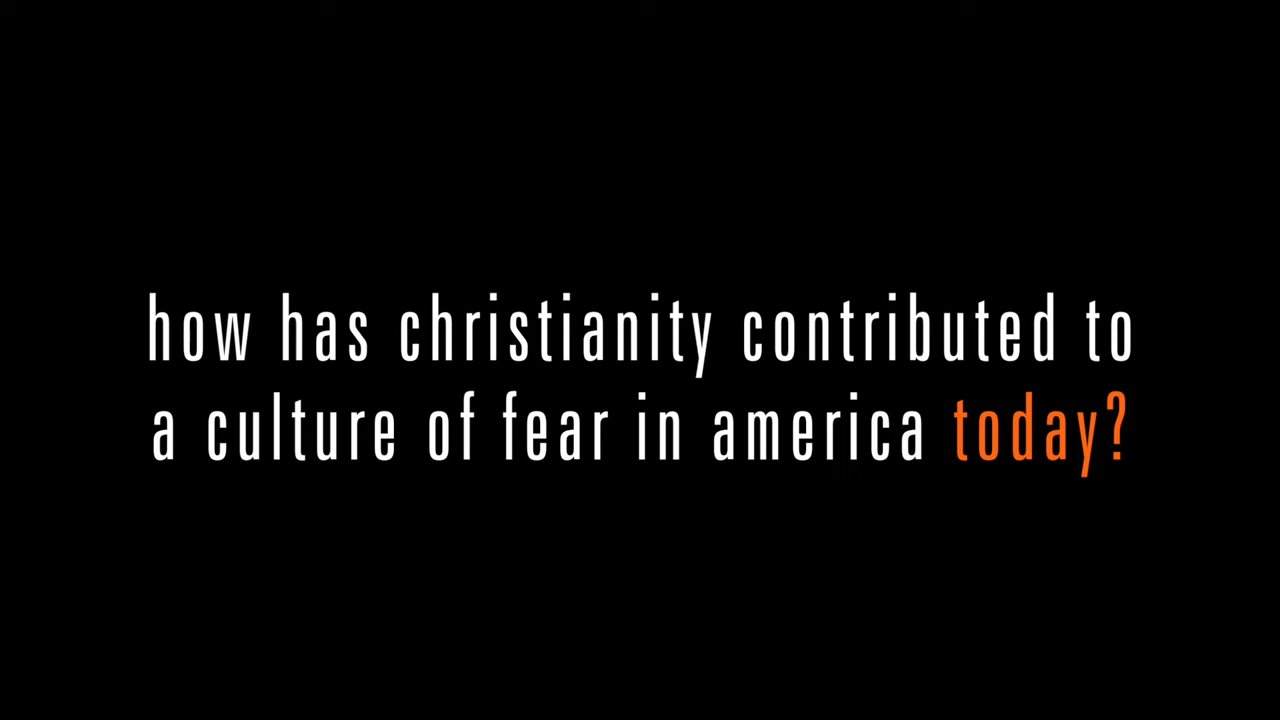 how has christianity contributed to
a culture of fear in america today?